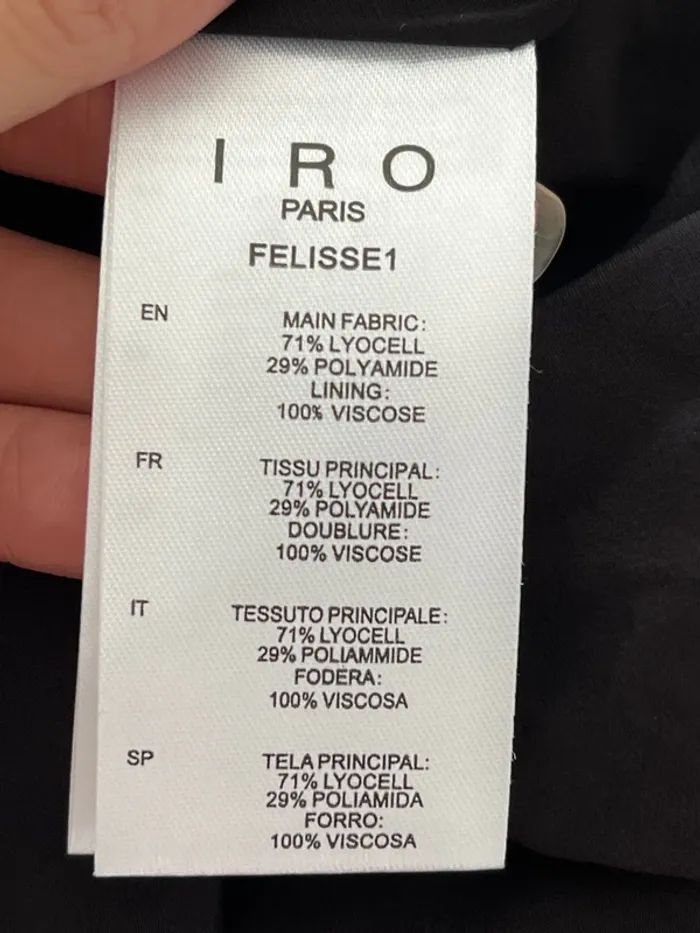 I R O
PARIS
FELISSE1
EN
MAIN FABRIC:
71% LYOCELL
29% POLYAMIDE
LINING:
100% VISCOSE
FR
TISSU PRINCIPAL:
71% LYOCELL
29% POLYAMIDE
DOUBLURE:
100% VISCOSE
IT
TESSUTO PRINCIPALE:
71% LYOCELL
29% POLIAMMIDE
FODERA:
100% VISCOSA
SP
TELA PRINCIPAL:
71% LYOCELL
29% POLIAMIDA
FORRO:
100% VISCOSA